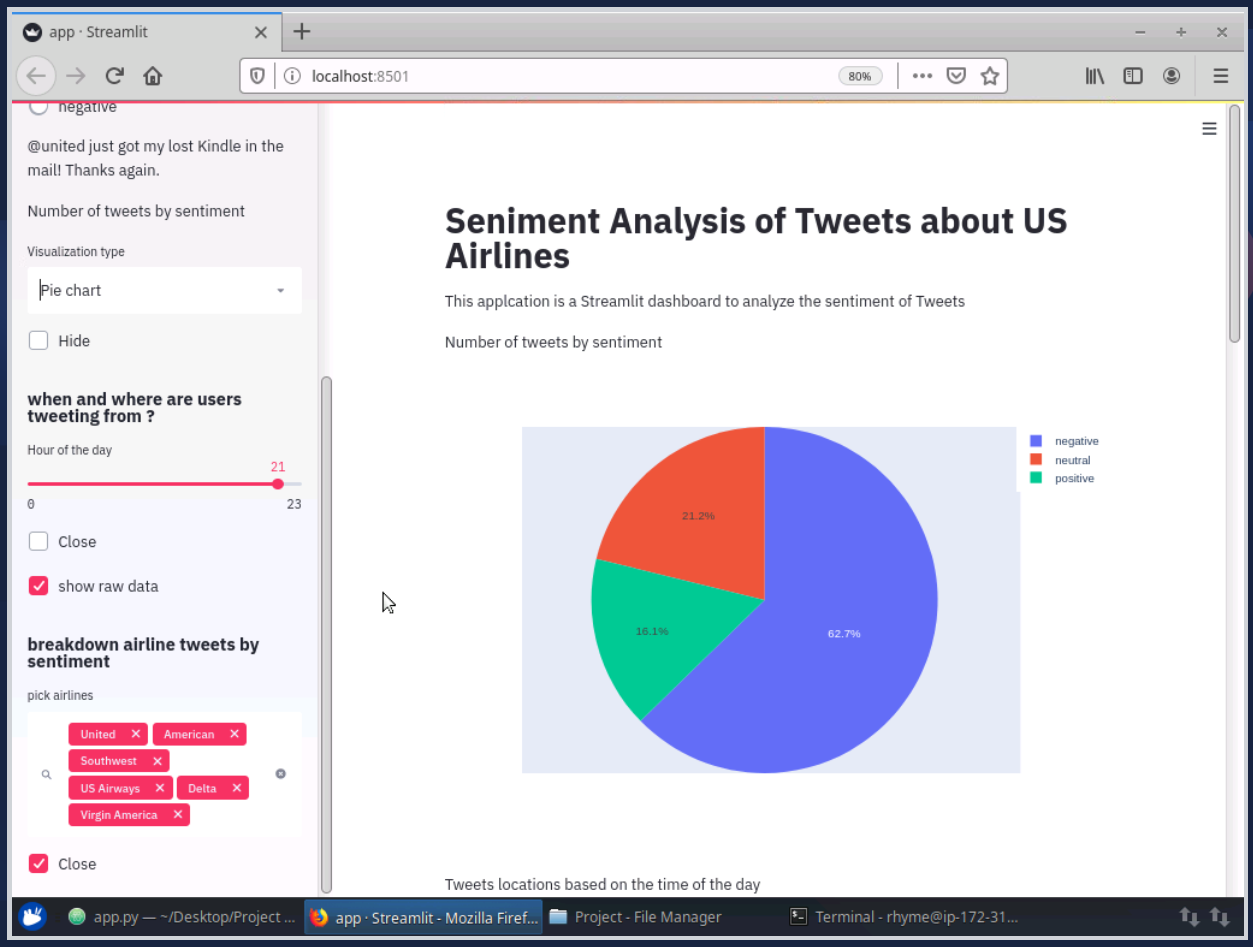 app · Streamlit
localhost:8501
80%
negative
@united just got my lost Kindle in the
mail! Thanks again.
Number of tweets by sentiment
Visualization type
Pie chart
Hide
when and where are users
tweeting from ?
Hour of the day
21
0
23
Close
show raw data
breakdown airline tweets by
sentiment
pick airlines
United
American
Southwest
US Airways
Delta
Virgin America
Close
Seniment Analysis of Tweets about US
Airlines
This applcation is a Streamlit dashboard to analyze the sentiment of Tweets
Number of tweets by sentiment
negative
neutral
positive
21.2%
16.1%
62.7%
Tweets locations based on the time of the day
app.py — ~/Desktop/Project ...
app · Streamlit - Mozilla Firef...
Project - File Manager
Terminal - rhyme@ip-172-31...